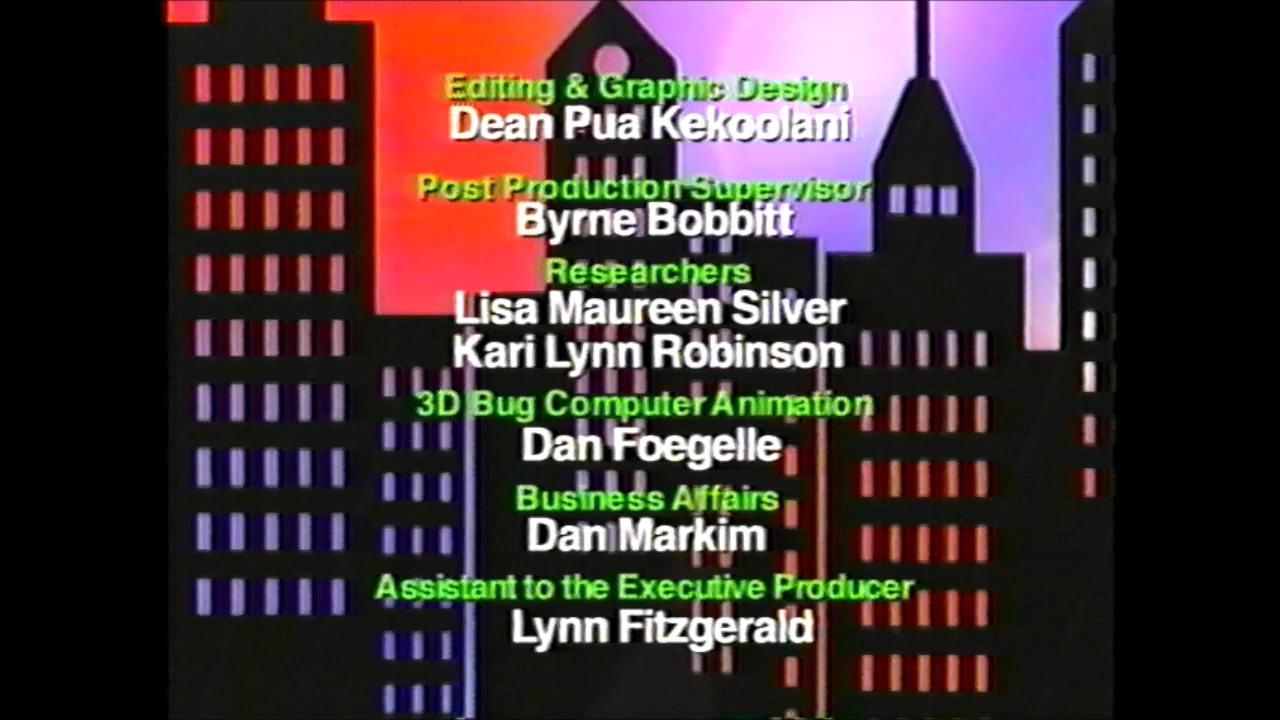 Editing & Graphic Design
Dean Pua Kekoolani
Post Production Supervisor
Byrne Bobbitt
Researchers
Lisa Maureen Silver
Kari Lynn Robinson
3D Bug Computer Animation
Dan Foegelle
Business Affairs
Dan Markim
Assistant to the Executive Producer
Lynn Fitzgerald